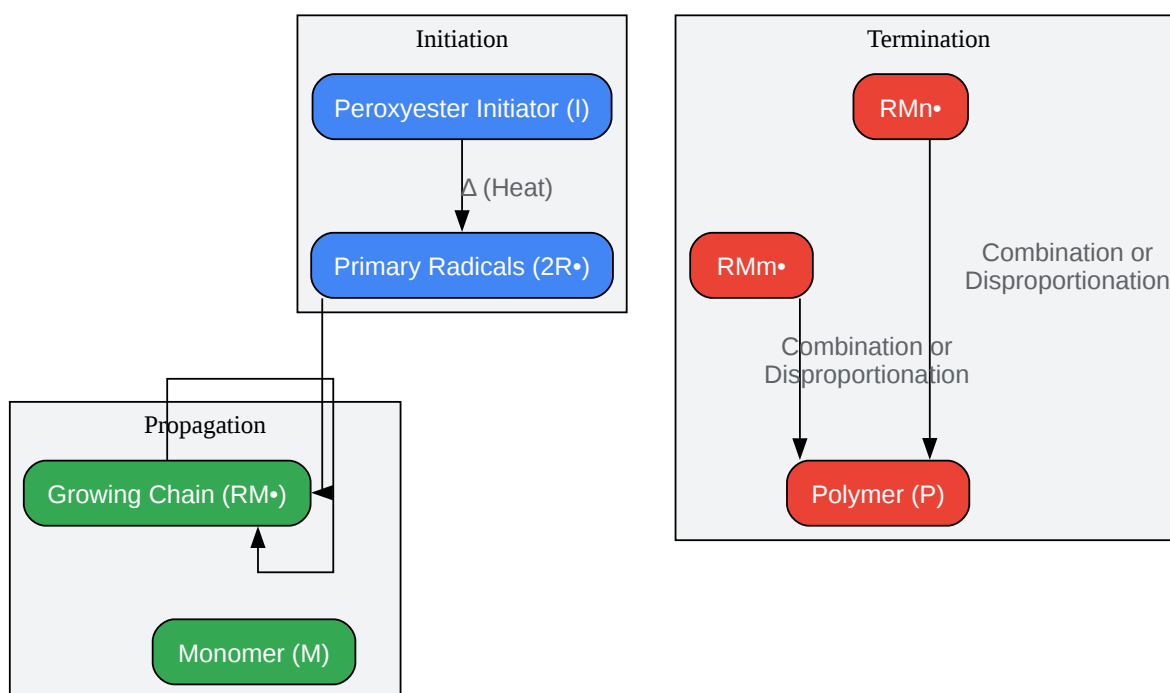 Initiation
Peroxyester Initiator (I)
Δ (Heat)
Primary Radicals (2R•)
Propagation
Growing Chain (RM•)
Monomer (M)
Termination
RMn•
RMm•
Combination or
Disproportionation
Combination or
Disproportionation
Polymer (P)